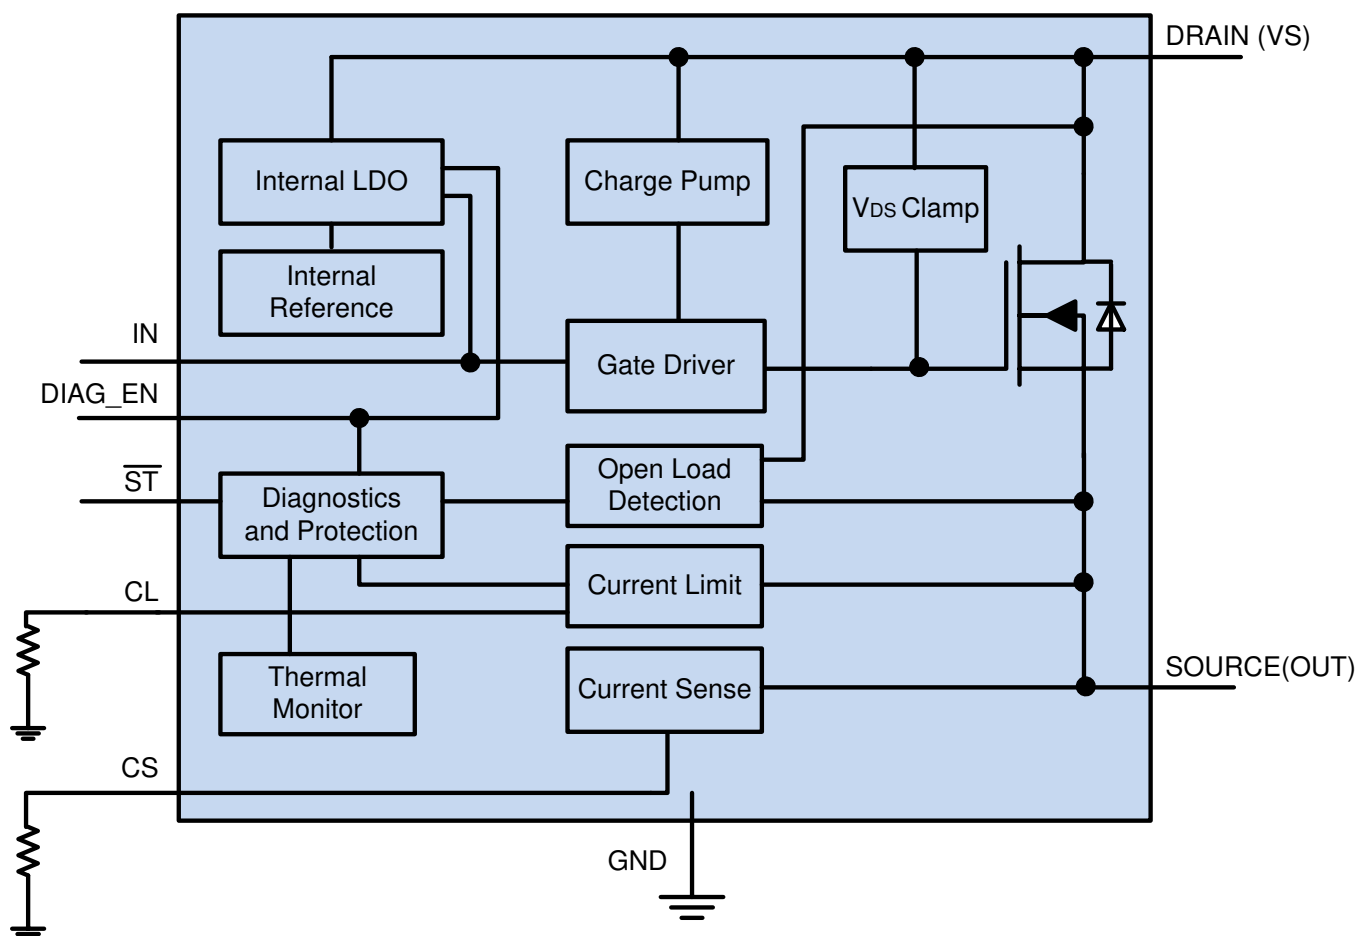 DRAIN (VS)
Internal LDO
Charge Pump
VDS Clamp
Internal
Reference
IN
Gate Driver
DIAG_EN
ST
Diagnostics
and Protection
Open Load
Detection
CL
Current Limit
Thermal
Monitor
Current Sense
SOURCE(OUT)
CS
GND